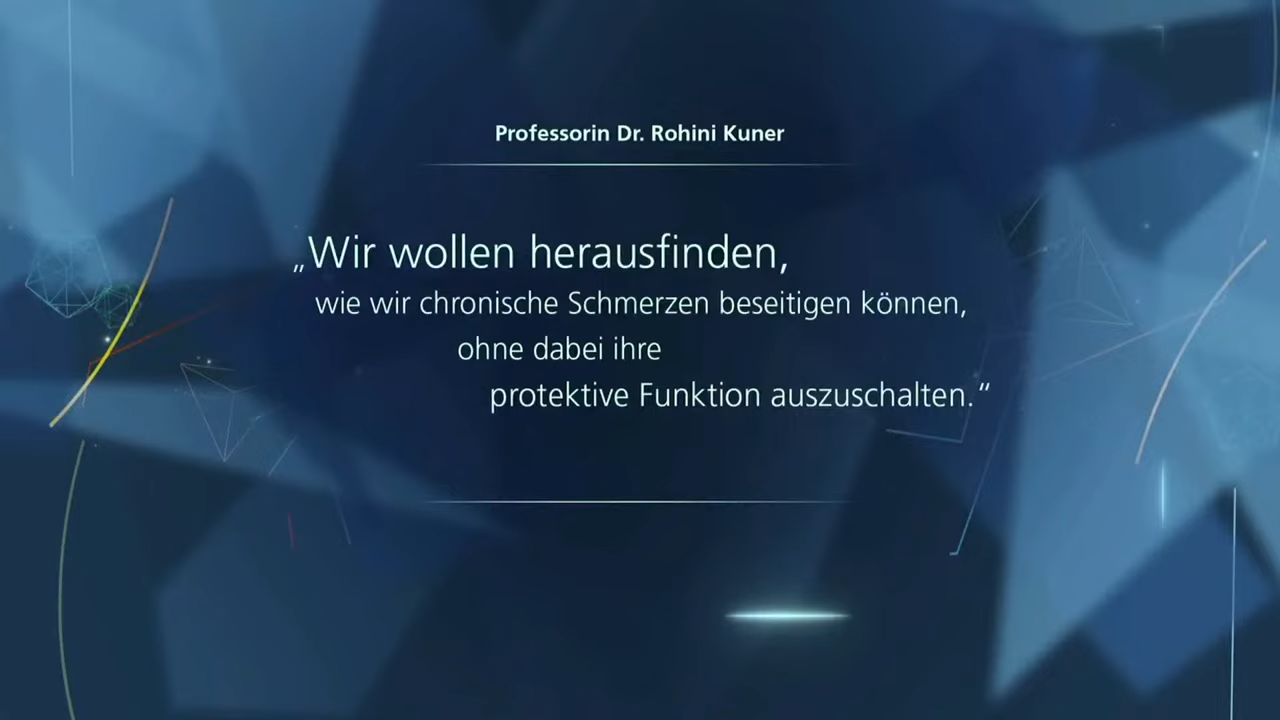 Professorin Dr. Rohini Kuner
„Wir wollen herausfinden,
wie wir chronische Schmerzen beseitigen können,
ohne dabei ihre
protektive Funktion auszuschalten.“